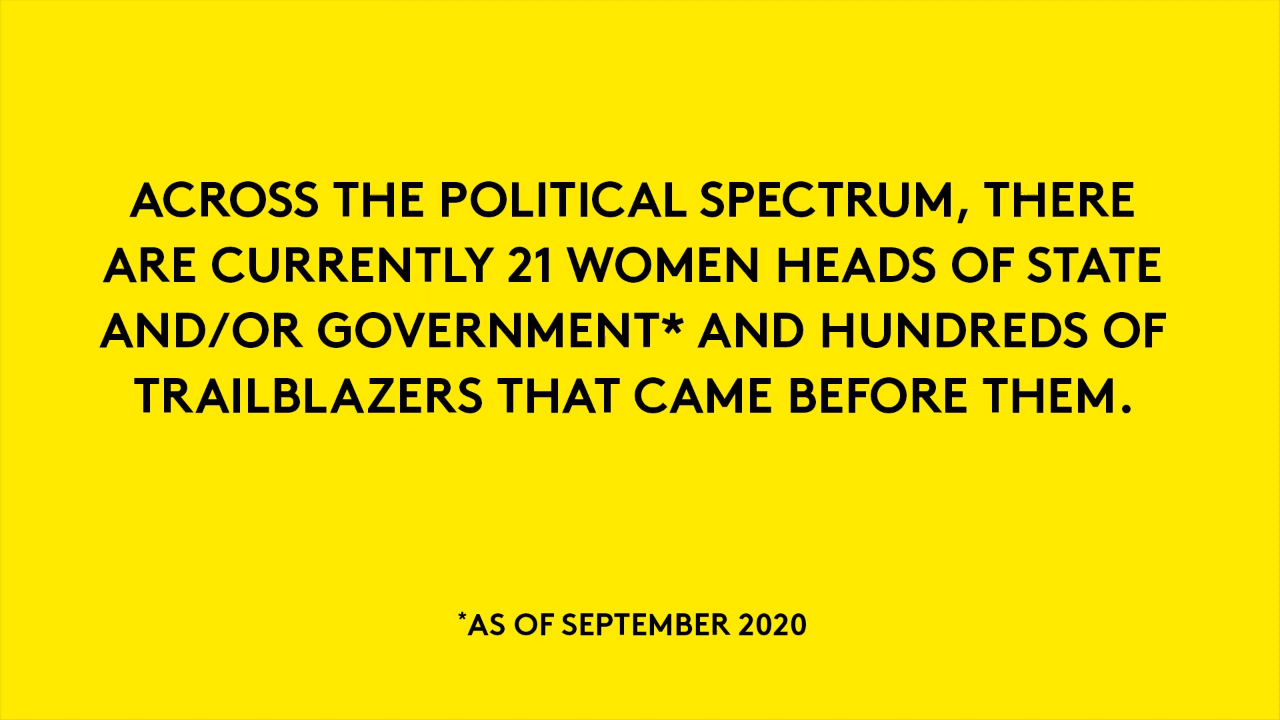 ACROSS THE POLITICAL SPECTRUM, THERE
ARE CURRENTLY 21 WOMEN HEADS OF STATE
AND/OR GOVERNMENT* AND HUNDREDS OF
TRAILBLAZERS THAT CAME BEFORE THEM.
*AS OF SEPTEMBER 2020